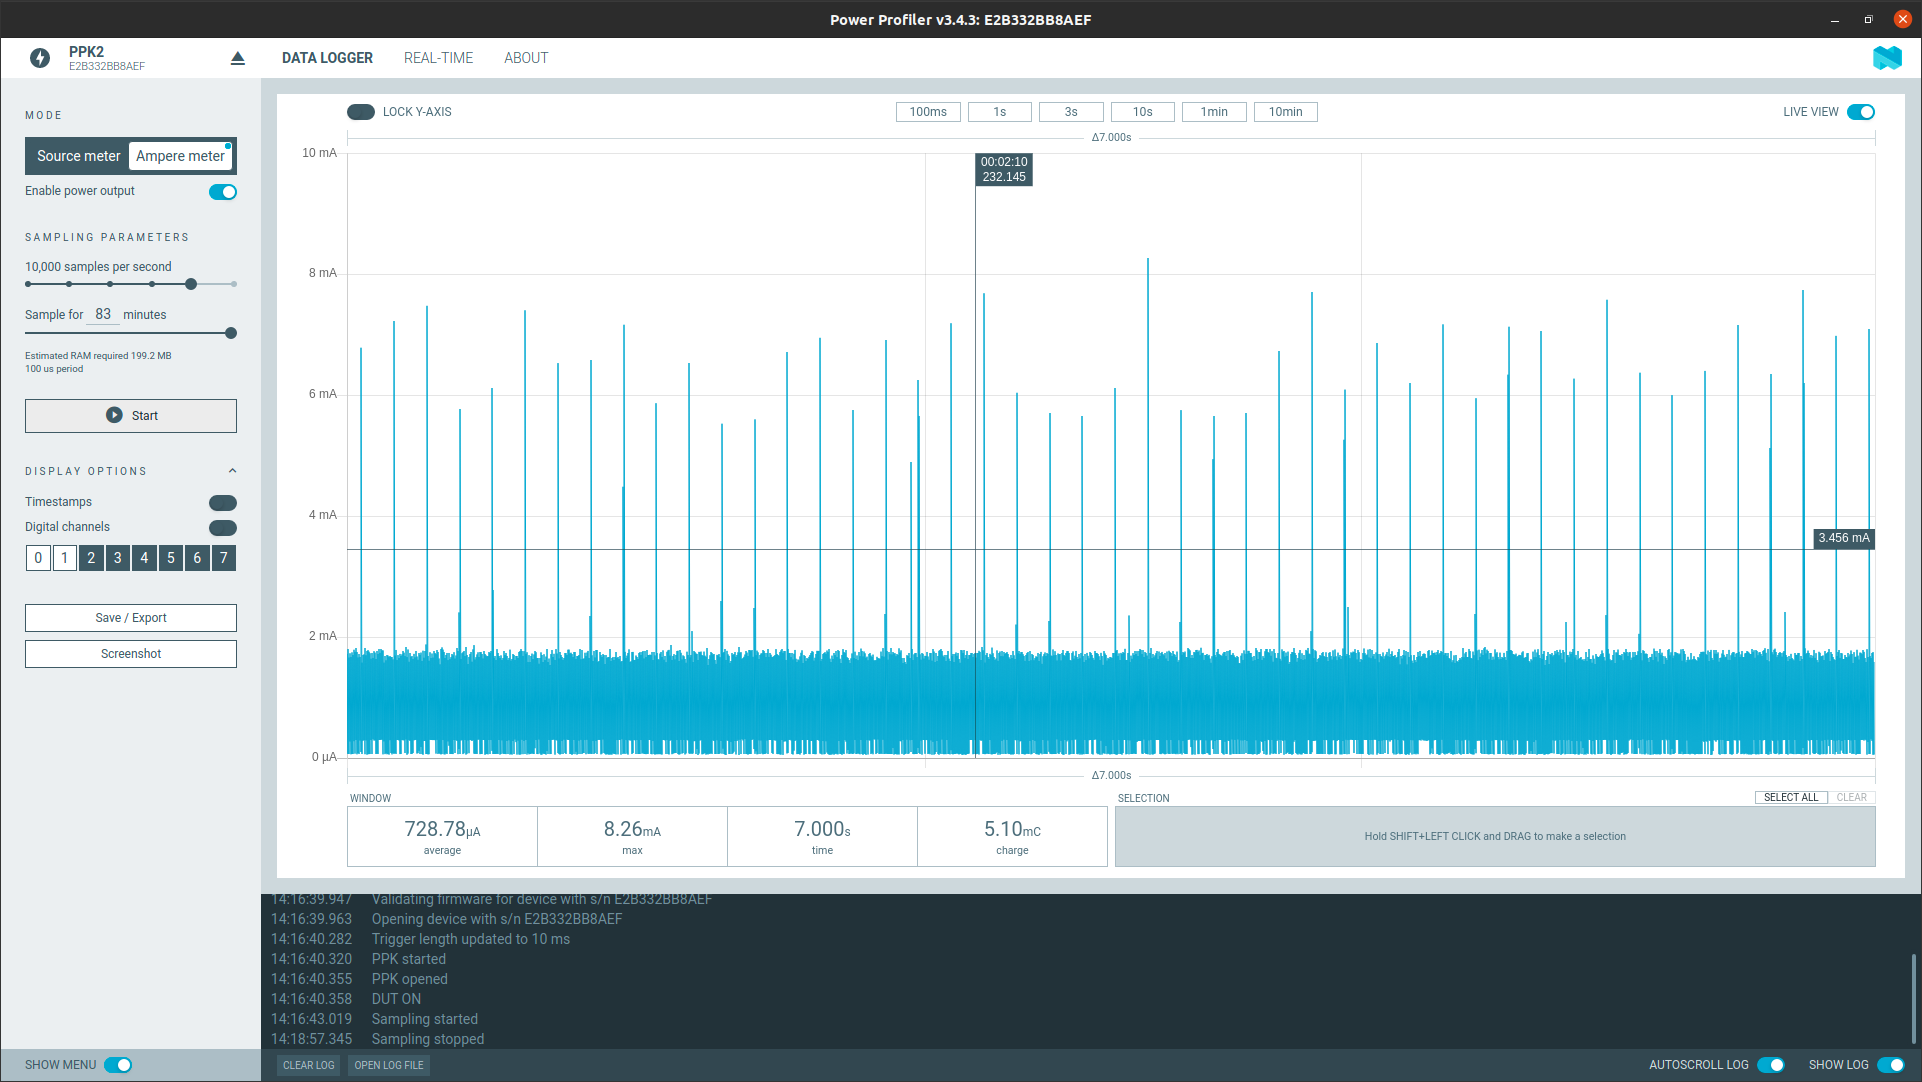 Power Profiler v3.4.3: E2B332BB8AEF
PPK2
E2B332BB8AEF
DATA LOGGER REAL-TIME ABOUT
MODE
Source meter Ampere meter
Enable power output
SAMPLING PARAMETERS
10,000 samples per second
Sample for 83 minutes
Estimated RAM required 199.2 MB
100 us period
Start
DISPLAY OPTIONS
Timestamps
Digital channels
0 1 2 3 4 5 6 7
Save / Export
Screenshot
SHOW MENU
LOCK Y-AXIS 100ms 1s 3s 10s 1min 10min LIVE VIEW
Δ7.000s
10 mA
00:02:10
232.145
8 mA
6 mA
4 mA
3.456 mA
2 mA
0 µA
Δ7.000s
WINDOW
728.78µA 8.26mA 7.000s 5.10mC
average max time charge
SELECTION SELECT ALL CLEAR
Hold SHIFT+LEFT CLICK and DRAG to make a selection
14:16:39.947 Validating firmware for device with s/n E2B332BB8AEF
14:16:39.963 Opening device with s/n E2B332BB8AEF
14:16:40.282 Trigger length updated to 10 ms
14:16:40.320 PPK started
14:16:40.355 PPK opened
14:16:40.358 DUT ON
14:16:43.019 Sampling started
14:18:57.345 Sampling stopped
CLEAR LOG OPEN LOG FILE AUTOSCROLL LOG SHOW LOG